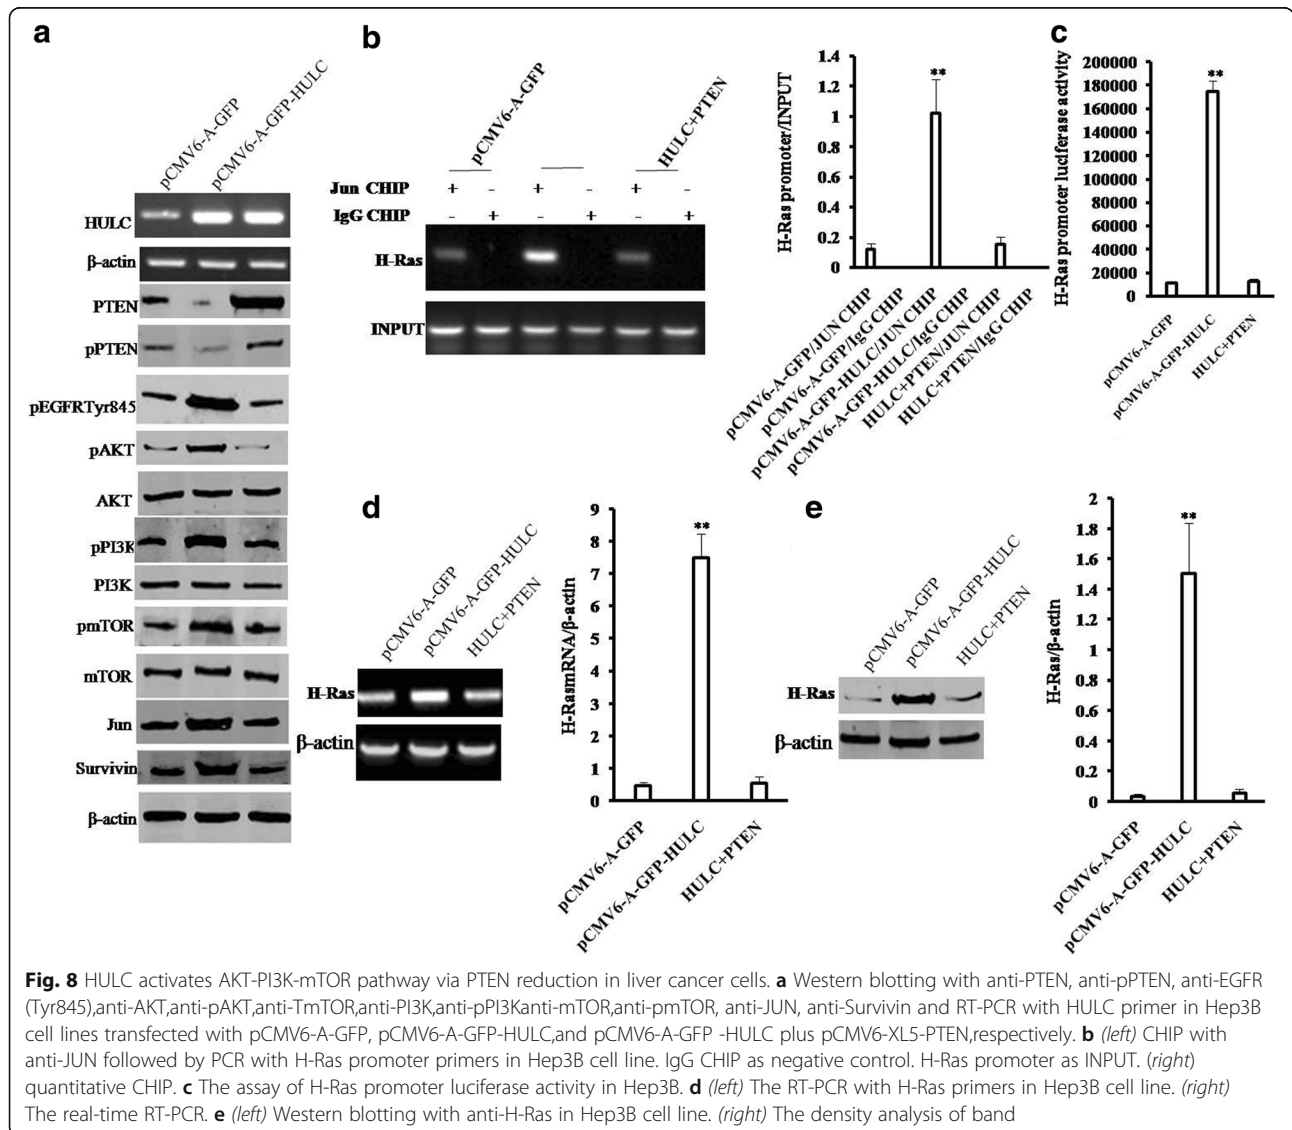 a
pCMV6-A-GFP
pCMV6-A-GFP-HULC
HULC
β-actin
PTEN
pPTEN
pEGFRTyr845
pAKT
AKT
pPI3K
PI3K
pmTOR
mTOR
Jun
Survivin
β-actin
b
pCMV6-A-GFP
HULC+PTEN
Jun CHIP + - + - + -
IgG CHIP - + - + - +
H-Ras
INPUT
H-Ras promoter/INPUT
1.4
1.2
1
0.8
0.6
0.4
0.2
0
**
pCMV6-A-GFP/JUN CHIP
pCMV6-A-GFP/IgG CHIP
pCMV6-A-GFP-HULC/JUN CHIP
pCMV6-A-GFP-HULC/IgG CHIP
HULC+PTEN/JUN CHIP
HULC+PTEN/IgG CHIP
c
H-Ras promoter luciferase activity
200000
180000
160000
140000
120000
100000
80000
60000
40000
20000
0
**
pCMV6-A-GFP
pCMV6-A-GFP-HULC
HULC+PTEN
d
pCMV6-A-GFP
pCMV6-A-GFP-HULC
HULC+PTEN
H-Ras
β-actin
H-RasmRNA/β-actin
9
8
7
6
5
4
3
2
1
0
**
pCMV6-A-GFP
pCMV6-A-GFP-HULC
HULC+PTEN
e
pCMV6-A-GFP
pCMV6-A-GFP-HULC
HULC+PTEN
H-Ras
β-actin
H-Ras/β-actin
2
1.8
1.6
1.4
1.2
1
0.8
0.6
0.4
0.2
0
**
pCMV6-A-GFP
pCMV6-A-GFP-HULC
HULC+PTEN
Fig. 8 HULC activates AKT-PI3K-mTOR pathway via PTEN reduction in liver cancer cells. a Western blotting with anti-PTEN, anti-pPTEN, anti-EGFR
(Tyr845),anti-AKT,anti-pAKT,anti-TmTOR,anti-PI3K,anti-pPI3Kanti-mTOR,anti-pmTOR, anti-JUN, anti-Survivin and RT-PCR with HULC primer in Hep3B
cell lines transfected with pCMV6-A-GFP, pCMV6-A-GFP-HULC,and pCMV6-A-GFP -HULC plus pCMV6-XL5-PTEN,respectively. b (left) CHIP with
anti-JUN followed by PCR with H-Ras promoter primers in Hep3B cell line. IgG CHIP as negative control. H-Ras promoter as INPUT. (right)
quantitative CHIP. c The assay of H-Ras promoter luciferase activity in Hep3B. d (left) The RT-PCR with H-Ras primers in Hep3B cell line. (right)
The real-time RT-PCR. e (left) Western blotting with anti-H-Ras in Hep3B cell line. (right) The density analysis of band